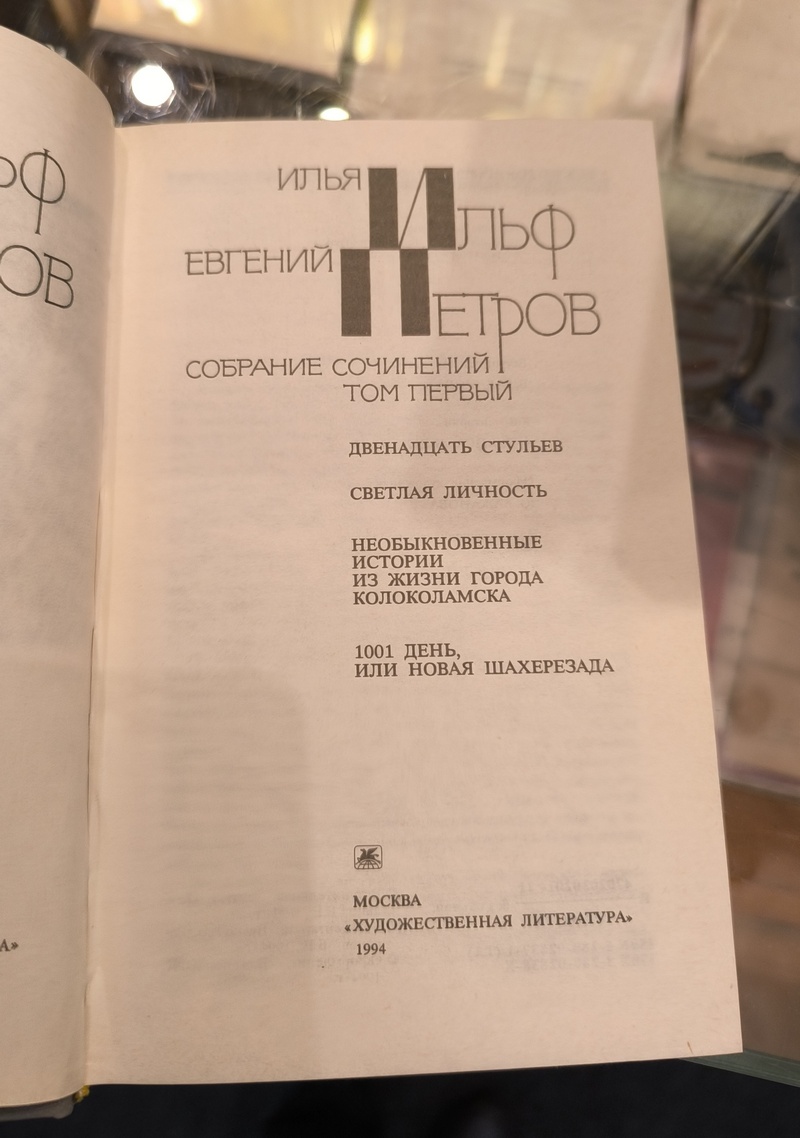 ИЛЬЯ ИЛЬФ
ЕВГЕНИЙ ПЕТРОВ
СОБРАНИЕ СОЧИНЕНИЙ
ТОМ ПЕРВЫЙ
ДВЕНАДЦАТЬ СТУЛЬЕВ
СВЕТЛАЯ ЛИЧНОСТЬ
НЕОБЫКНОВЕННЫЕ
ИСТОРИИ
ИЗ ЖИЗНИ ГОРОДА
КОЛОКОЛАМСКА
1001 ДЕНЬ,
ИЛИ НОВАЯ ШАХЕРЕЗАДА
МОСКВА
«ХУДОЖЕСТВЕННАЯ ЛИТЕРАТУРА»
1994